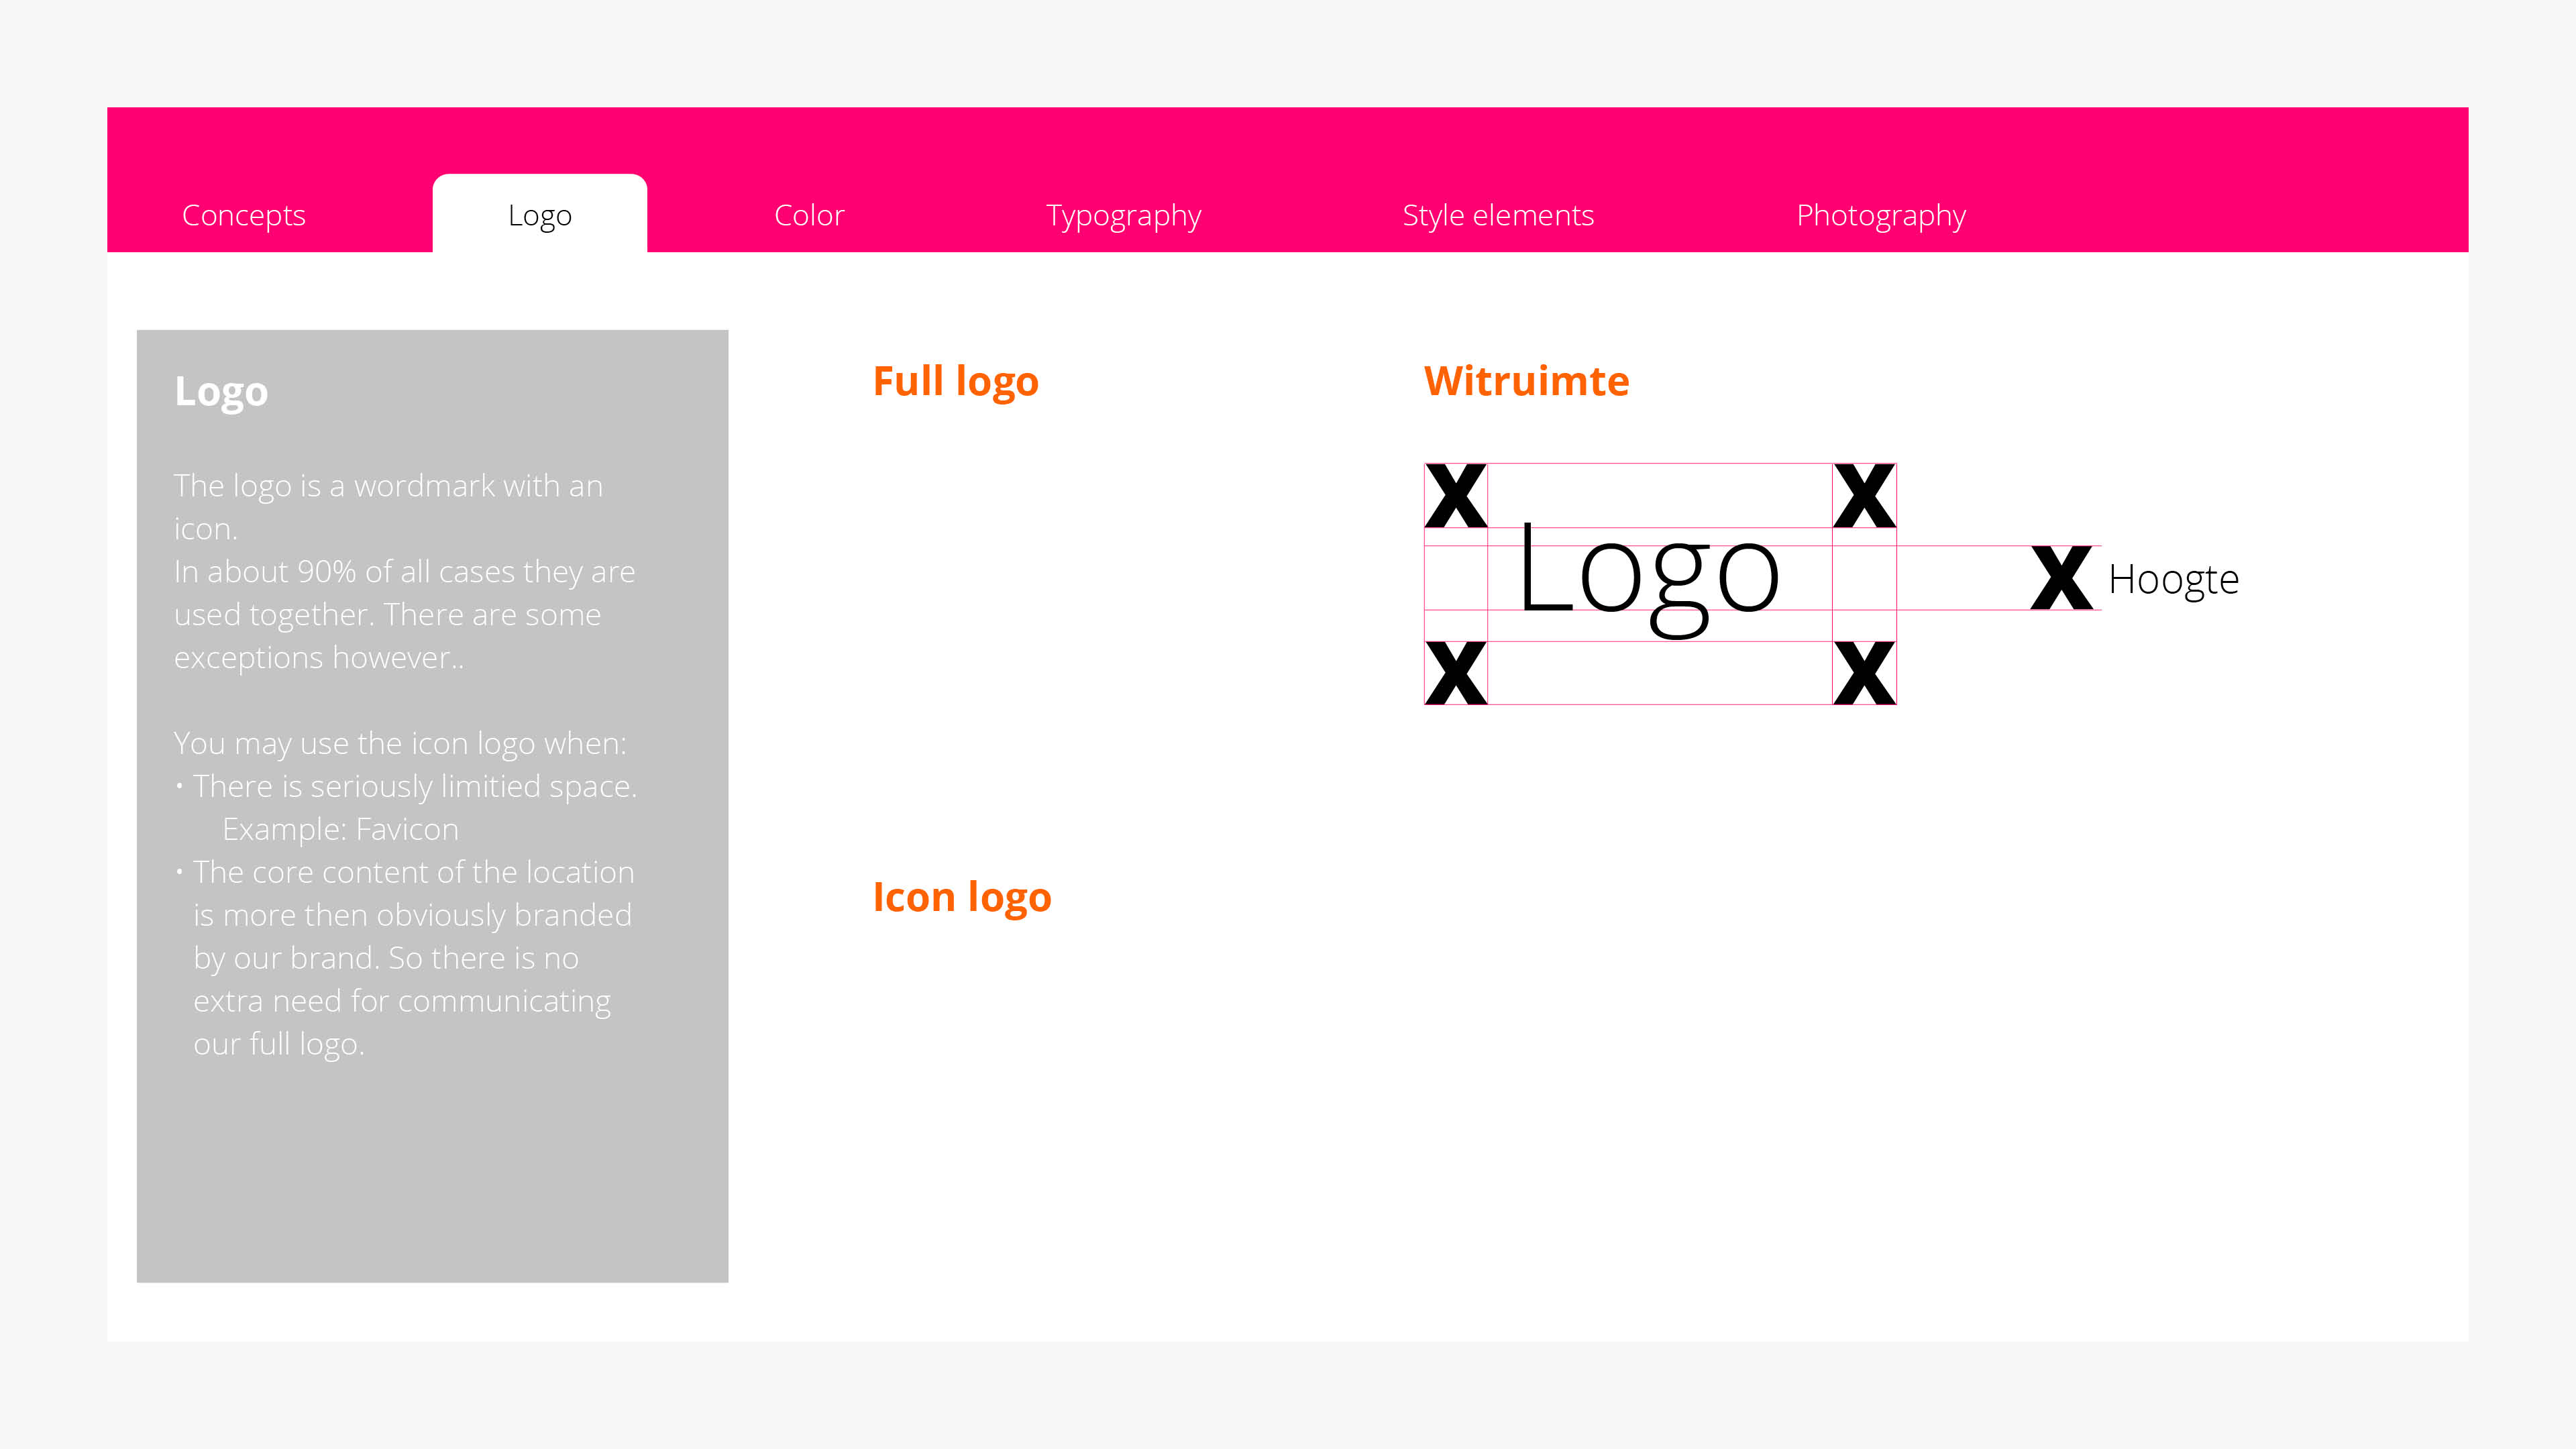 Concepts
Logo
Color
Typography
Style elements
Photography
Logo
The logo is a wordmark with an
icon.
In about 90% of all cases they are
used together. There are some
exceptions however..
You may use the icon logo when:
• There is seriously limitied space.
Example: Favicon
• The core content of the location
is more then obviously branded
by our brand. So there is no
extra need for communicating
our full logo.
Full logo
Icon logo
Witruimte
X X
Logo
X Hoogte
X X